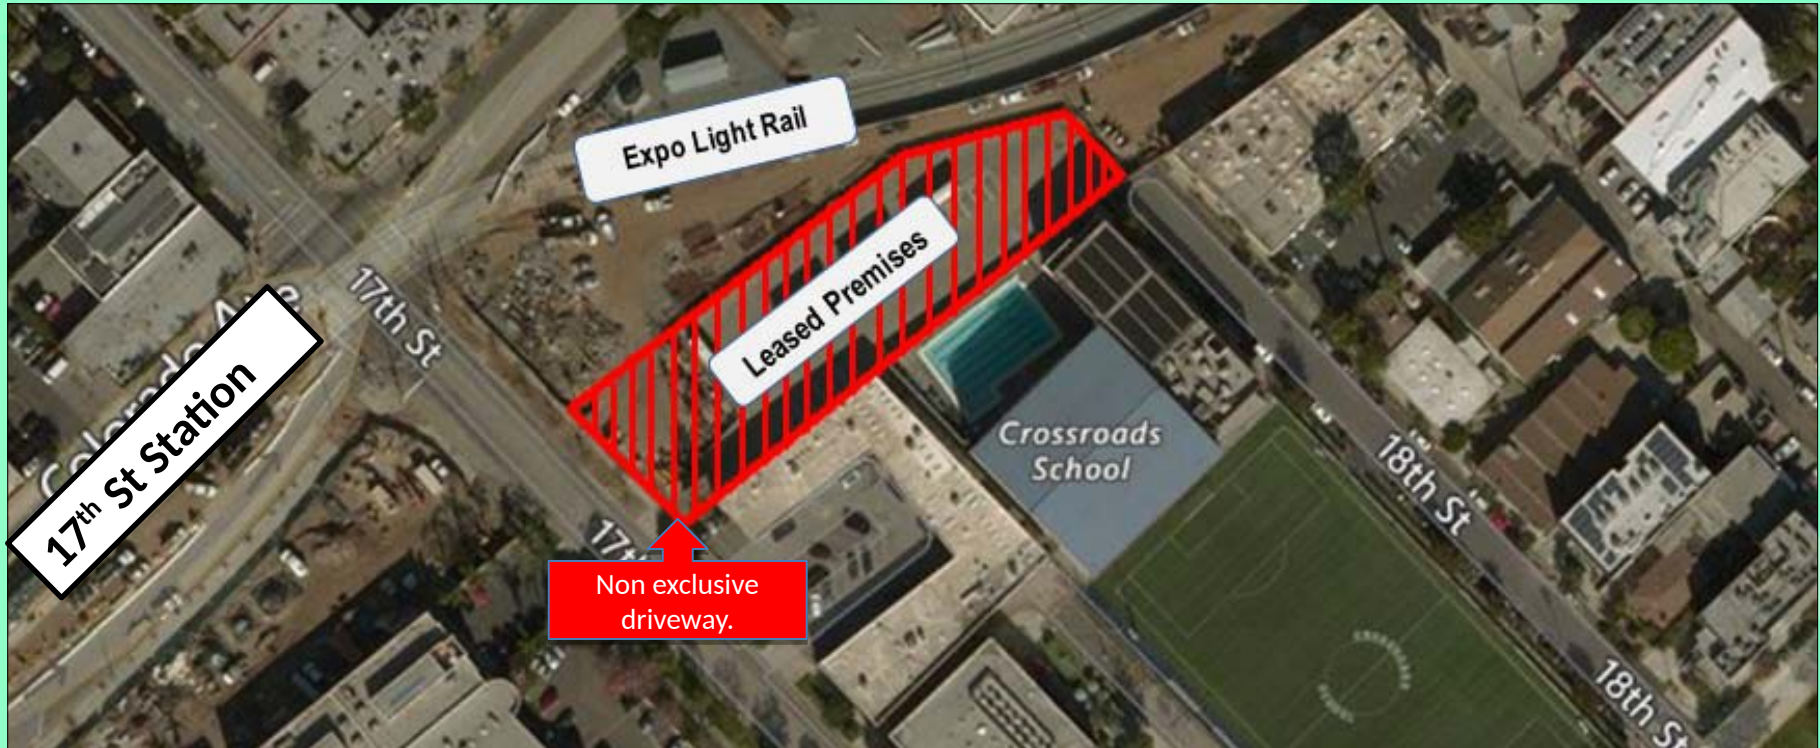 Expo Light Rail
Leased Premises
17th St
17th St Station
Crossroads
School
18th St
17th
Non exclusive
driveway.
18th St